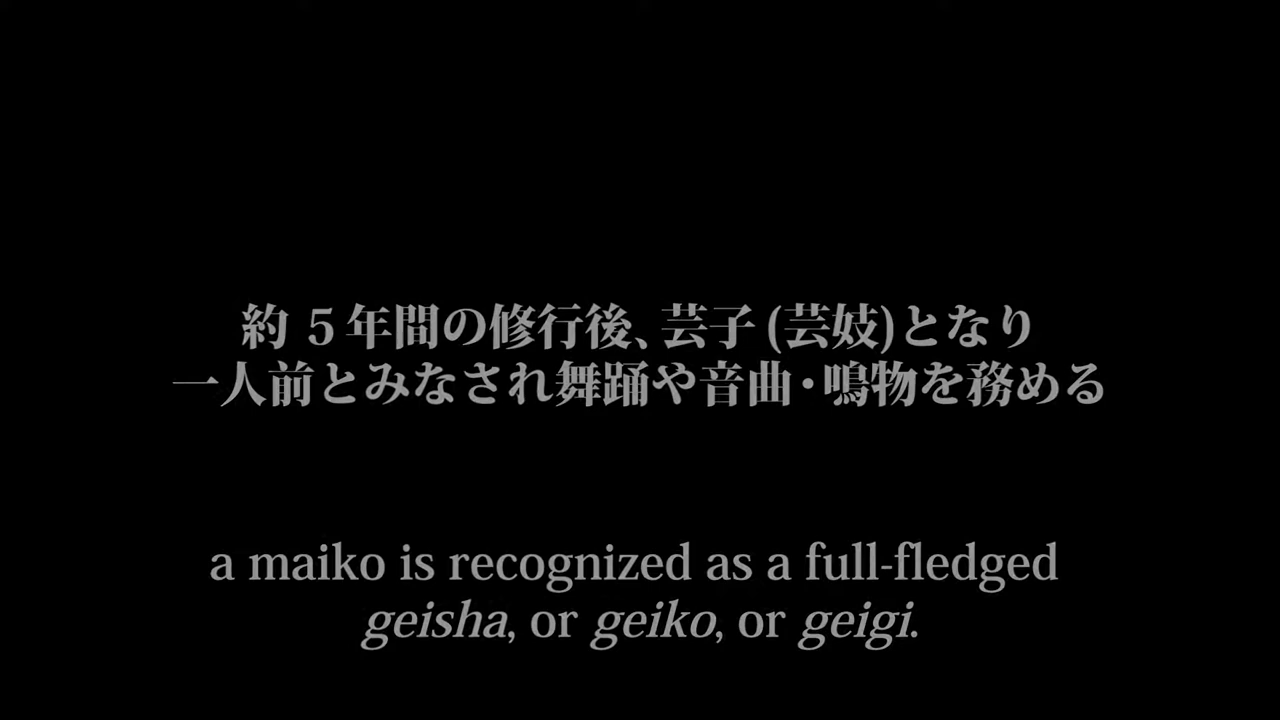 約５年間の修行後、芸子(芸妓)となり
一人前とみなされ舞踊や音曲・鳴物を務める
a maiko is recognized as a full-fledged
geisha, or geiko, or geigi.